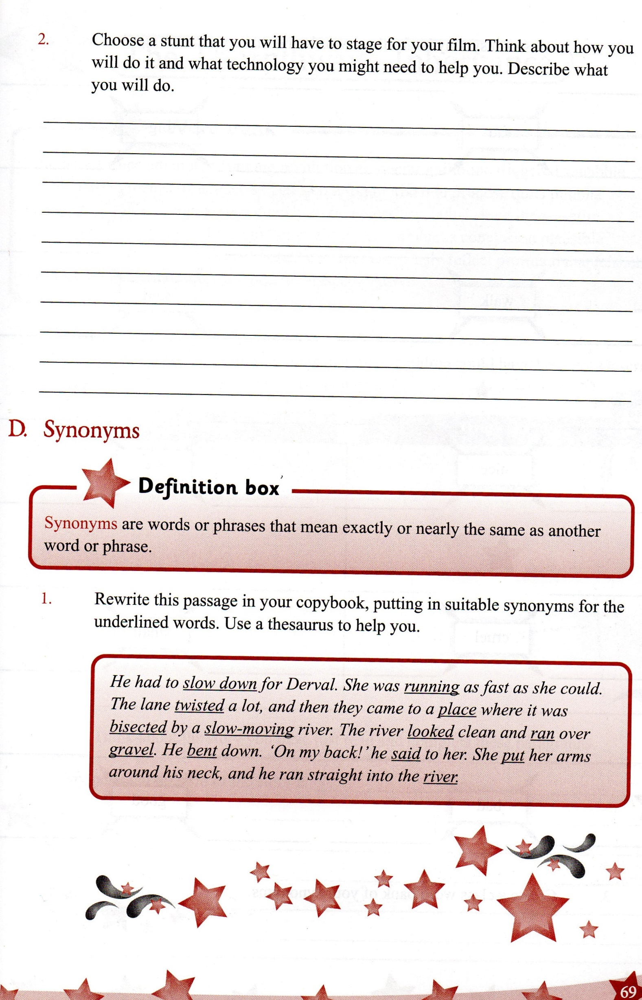 2. Choose a stunt that you will have to stage for your film. Think about how you
will do it and what technology you might need to help you. Describe what
you will do.
D. Synonyms
Definition box
Synonyms are words or phrases that mean exactly or nearly the same as another
word or phrase.
1. Rewrite this passage in your copybook, putting in suitable synonyms for the
underlined words. Use a thesaurus to help you.
He had to slow down for Derval. She was running as fast as she could.
The lane twisted a lot, and then they came to a place where it was
bisected by a slow-moving river. The river looked clean and ran over
gravel. He bent down. ‘On my back!’ he said to her. She put her arms
around his neck, and he ran straight into the river.
69